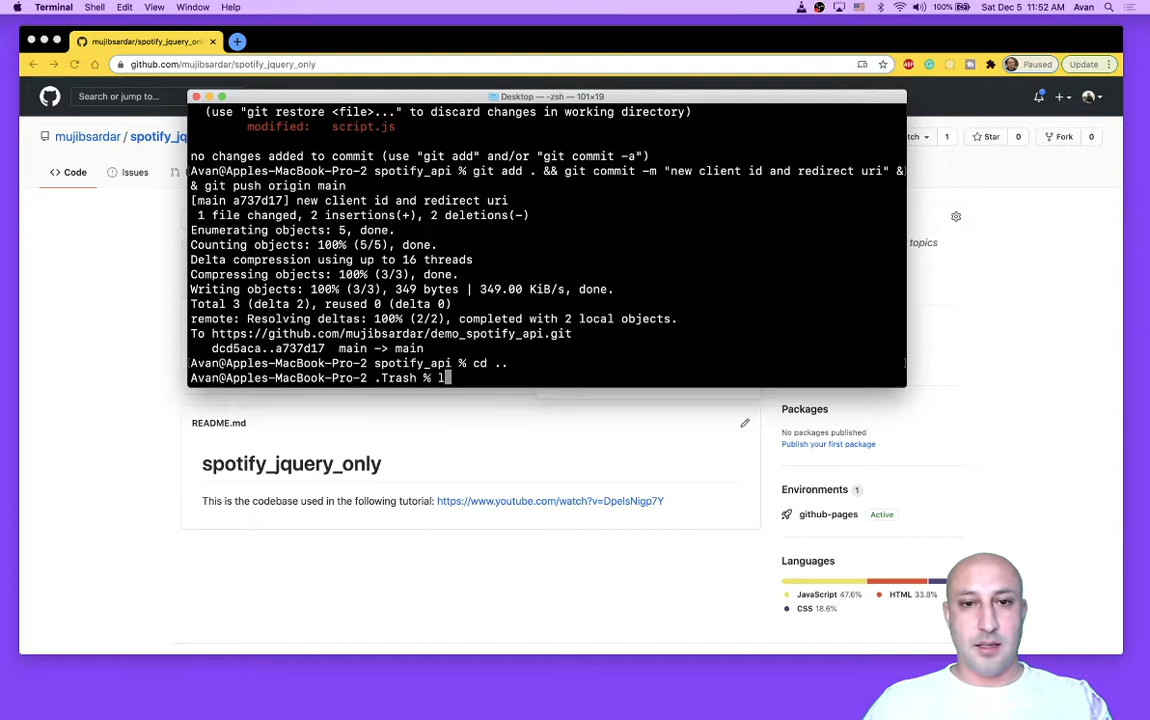 Terminal Shell Edit View Window Help 100% Sat Dec 5 11:52 AM Avan
mujibsardar/spotify_jquery_onl
github.com/mujibsardar/spotify_jquery_only Paused Update
Search or jump to...
Desktop — -zsh — 101×19
(use "git restore <file>..." to discard changes in working directory)
modified: script.js
no changes added to commit (use "git add" and/or "git commit -a")
Avan@Apples-MacBook-Pro-2 spotify_api % git add . && git commit -m "new client id and redirect uri" &
& git push origin main
[main a737d17] new client id and redirect uri
1 file changed, 2 insertions(+), 2 deletions(-)
Enumerating objects: 5, done.
Counting objects: 100% (5/5), done.
Delta compression using up to 16 threads
Compressing objects: 100% (3/3), done.
Writing objects: 100% (3/3), 349 bytes | 349.00 KiB/s, done.
Total 3 (delta 2), reused 0 (delta 0)
remote: Resolving deltas: 100% (2/2), completed with 2 local objects.
To https://github.com/mujibsardar/demo_spotify_api.git
dcd5aca..a737d17 main -> main
Avan@Apples-MacBook-Pro-2 spotify_api % cd ..
Avan@Apples-MacBook-Pro-2 .Trash % l
mujibsardar / spotify_jq tch 1 Star 0 Fork 0
Code Issues
topics
README.md
spotify_jquery_only
This is the codebase used in the following tutorial: https://www.youtube.com/watch?v=DpelsNigp7Y
Packages
No packages published
Publish your first package
Environments 1
github-pages Active
Languages
JavaScript 47.6% HTML 33.8%
CSS 18.6%